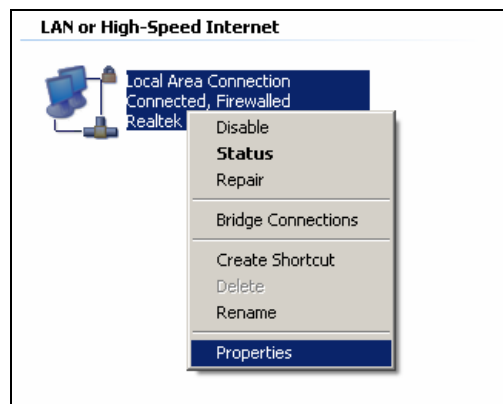 LAN or High-Speed Internet
Local Area Connection
Connected, Firewalled
Realtek
Disable
Status
Repair
Bridge Connections
Create Shortcut
Delete
Rename
Properties